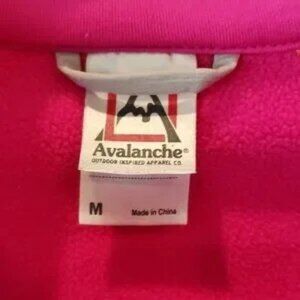 Avalanche®
OUTDOOR INSPIRED APPAREL CO.
M
Made in China